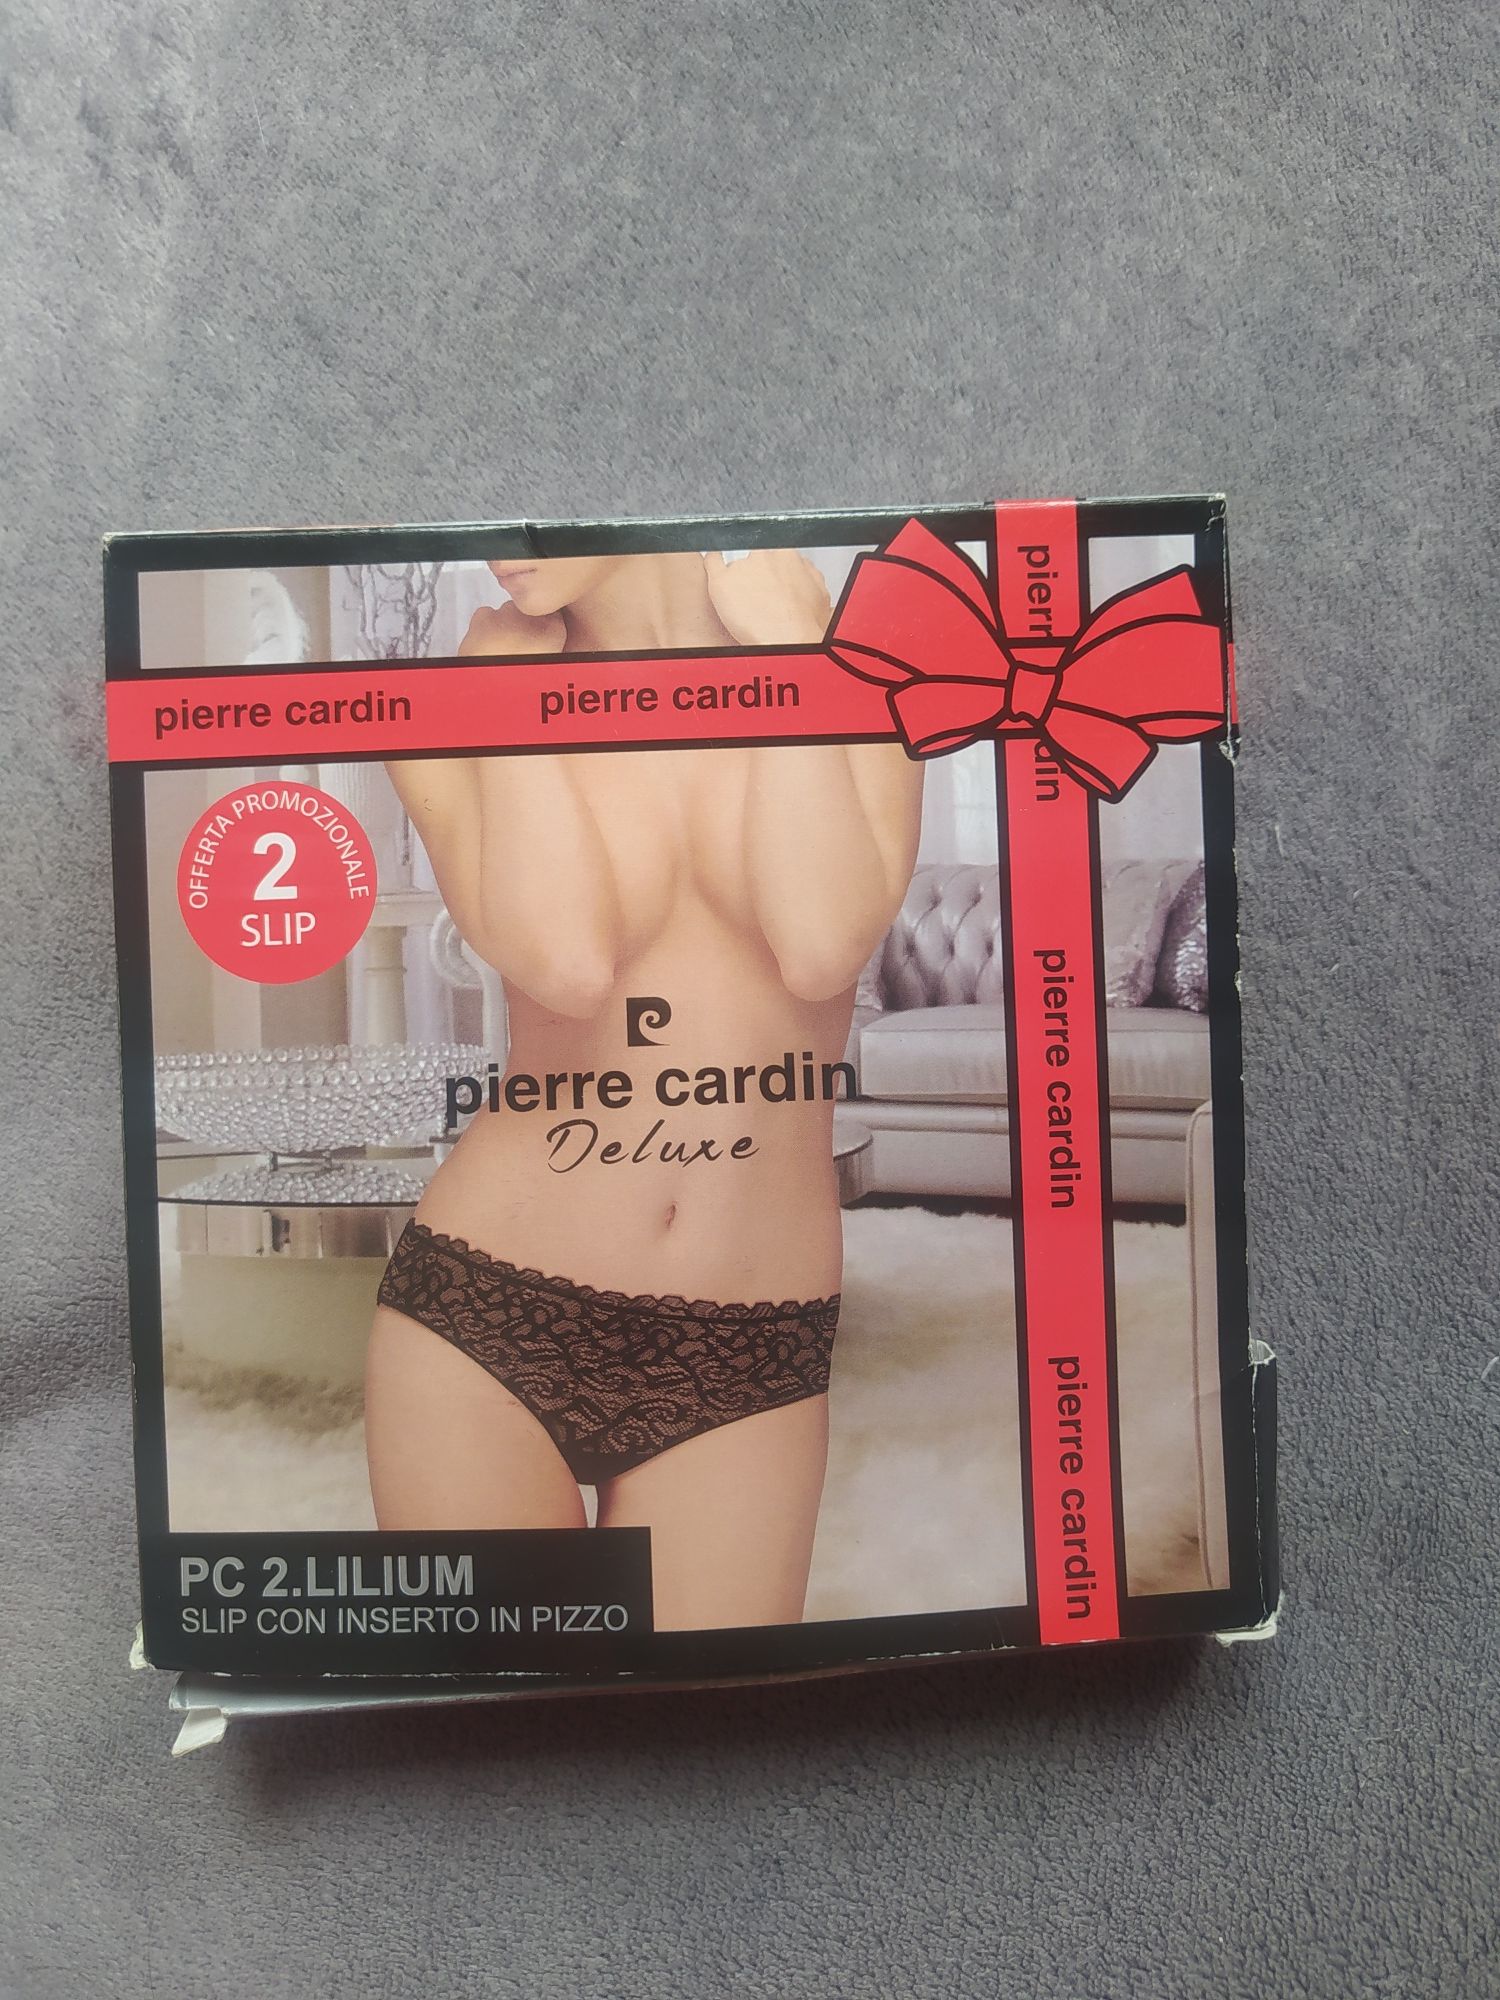 pierre cardin
pierre cardin
pierre cardin
pierre cardin
OFFERTA PROMOZIONALE
2
SLIP
pierre cardin
Deluxe
pierre cardin
PC 2.LILIUM
SLIP CON INSERTO IN PIZZO